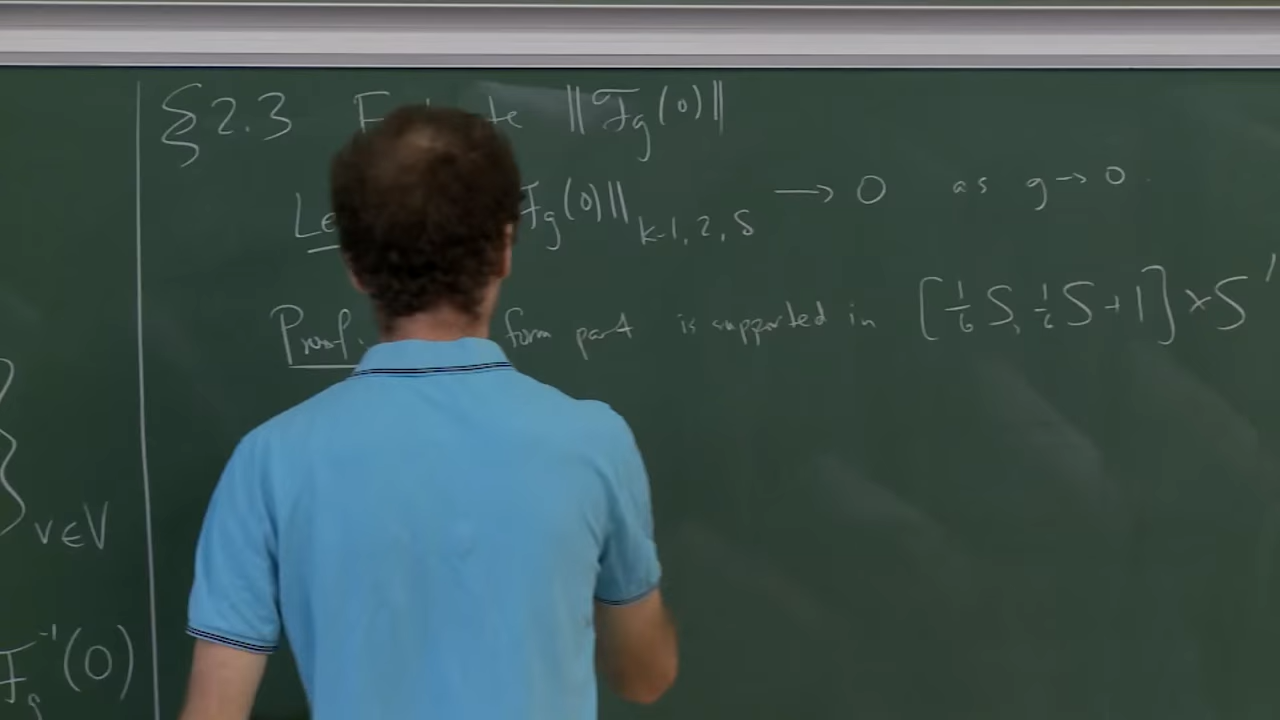 §2.3 ‖ℱg(0)‖
ℱg(0)‖k-1,2,δ → 0 as g → 0.
Proof. form part is supported in [1/6 S, 1/6 S + 1] × S¹
}v∈V
ℱg⁻¹(0)